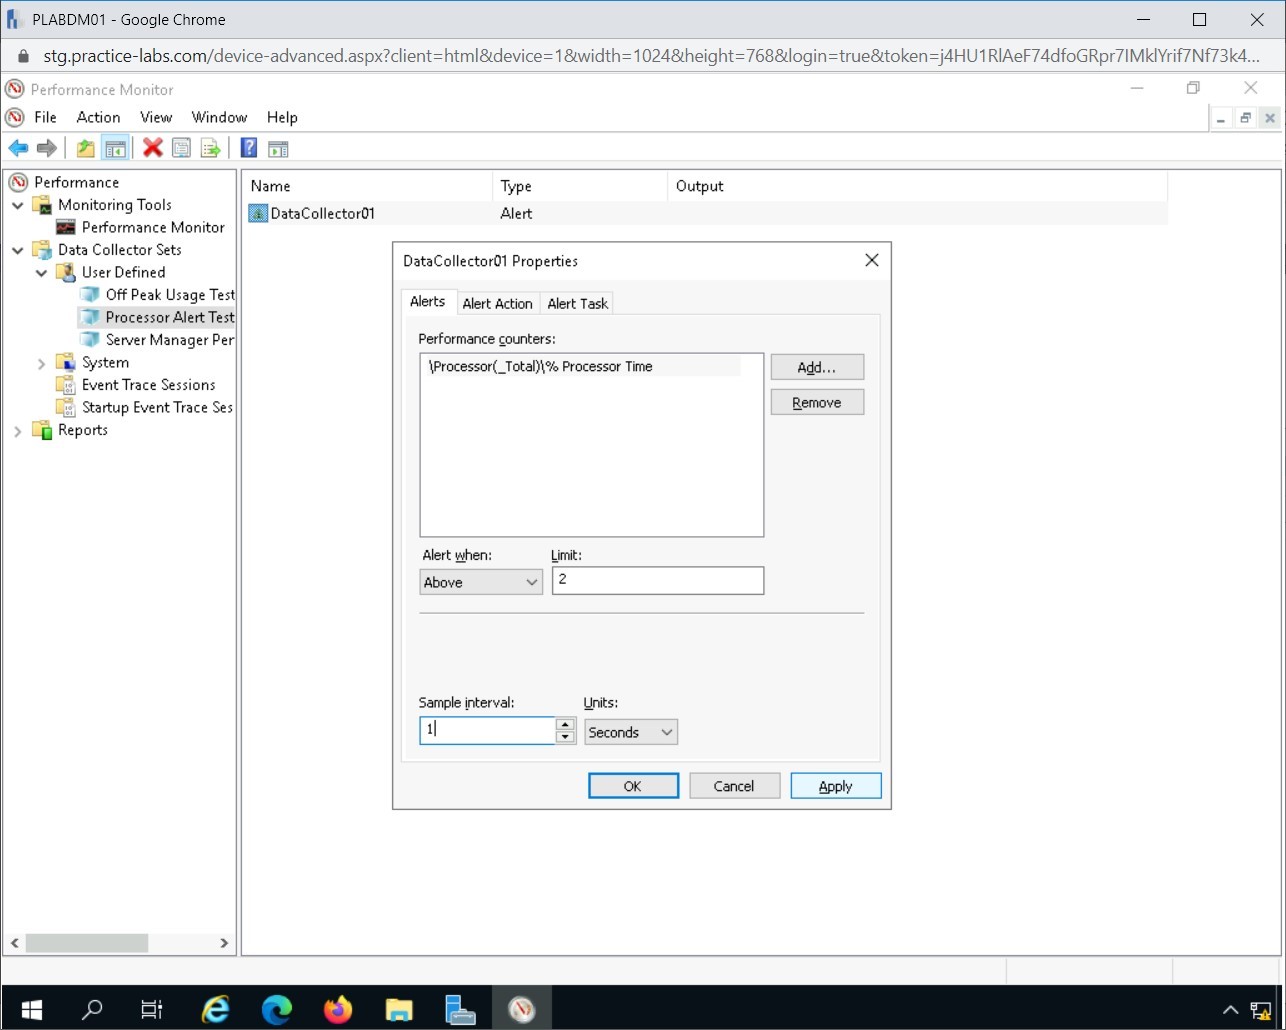 PLABDM01 - Google Chrome
stg.practice-labs.com/device-advanced.aspx?client=html&device=1&width=1024&height=768&login=true&token=j4HU1RlAeF74dfoGRpr7IMklYrif7Nf73k4...
Performance Monitor
File Action View Window Help
Performance
Monitoring Tools
Performance Monitor
Data Collector Sets
User Defined
Off Peak Usage Test
Processor Alert Test
Server Manager Per
System
Event Trace Sessions
Startup Event Trace Ses
Reports
Name Type Output
DataCollector01 Alert
DataCollector01 Properties
Alerts Alert Action Alert Task
Performance counters:
\Processor(_Total)\% Processor Time
Add...
Remove
Alert when: Limit:
Above 2
Sample interval: Units:
1 Seconds
OK Cancel Apply